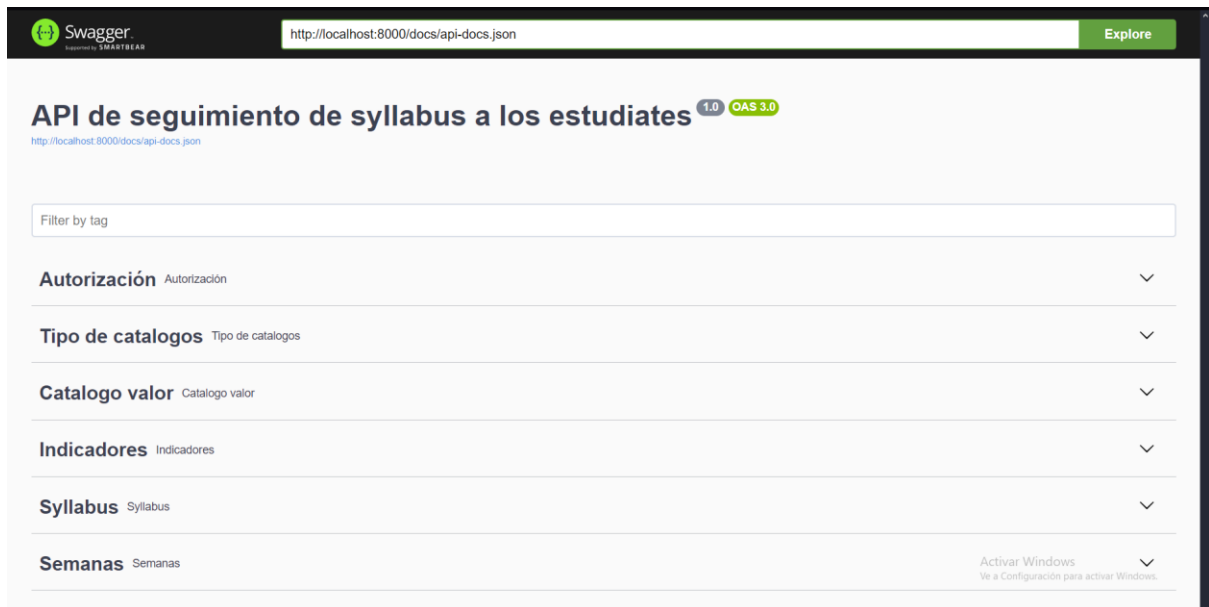 Swagger.
Supported by SMARTBEAR
http://localhost:8000/docs/api-docs.json
Explore
API de seguimiento de syllabus a los estudiates 1.0 OAS 3.0
http://localhost:8000/docs/api-docs.json
Filter by tag
Autorización Autorización
Tipo de catalogos Tipo de catalogos
Catalogo valor Catalogo valor
Indicadores Indicadores
Syllabus Syllabus
Semanas Semanas
Activar Windows
Ve a Configuración para activar Windows.